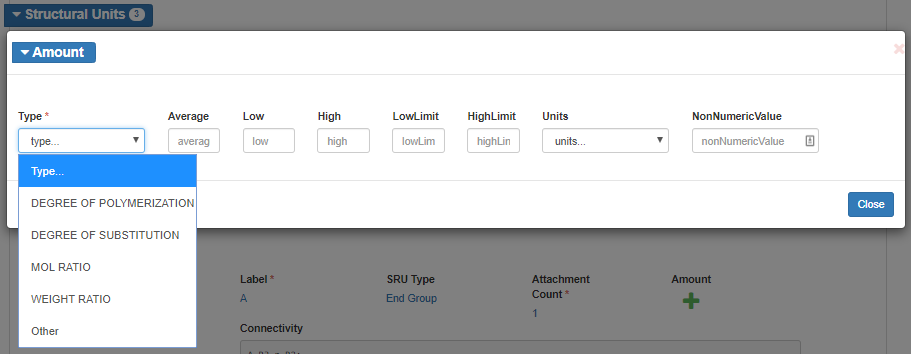 Structural Units 3
Amount
Type * Average Low High LowLimit HighLimit Units NonNumericValue
type... averag low high lowLim highLin units... nonNumericValue
Type...
DEGREE OF POLYMERIZATION
DEGREE OF SUBSTITUTION
MOL RATIO
WEIGHT RATIO
Other
Close
Label * SRU Type Attachment Count * Amount
A End Group 1
Connectivity